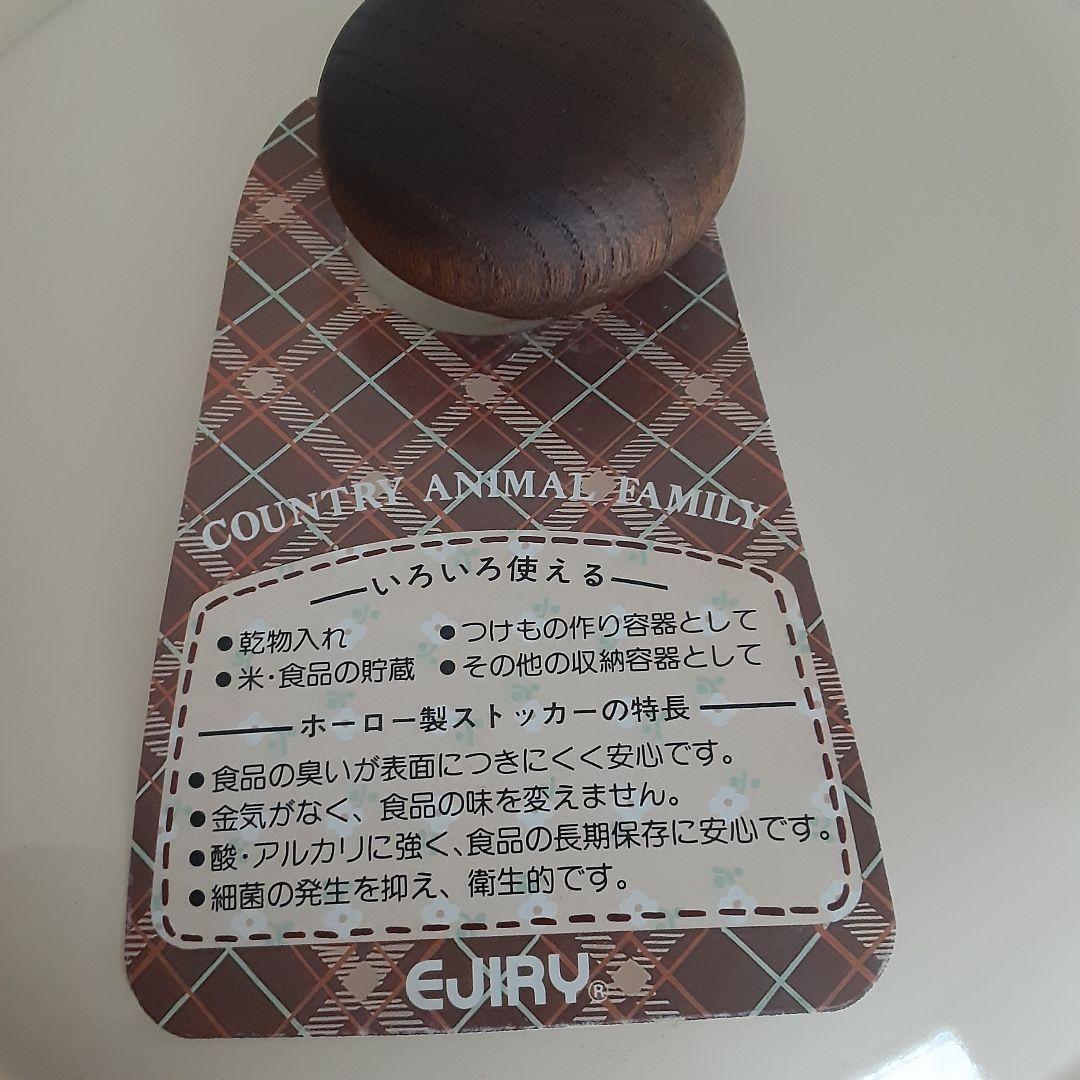 COUNTRY ANIMAL FAMILY
いろいろ使える
●乾物入れ ●つけもの作り容器として
●米・食品の貯蔵 ●その他の収納容器として
ホーロー製ストッカーの特長
●食品の臭いが表面につきにくく安心です。
●金気がなく、食品の味を変えません。
●酸・アルカリに強く、食品の長期保存に安心です。
●細菌の発生を抑え、衛生的です。
EJIRY®